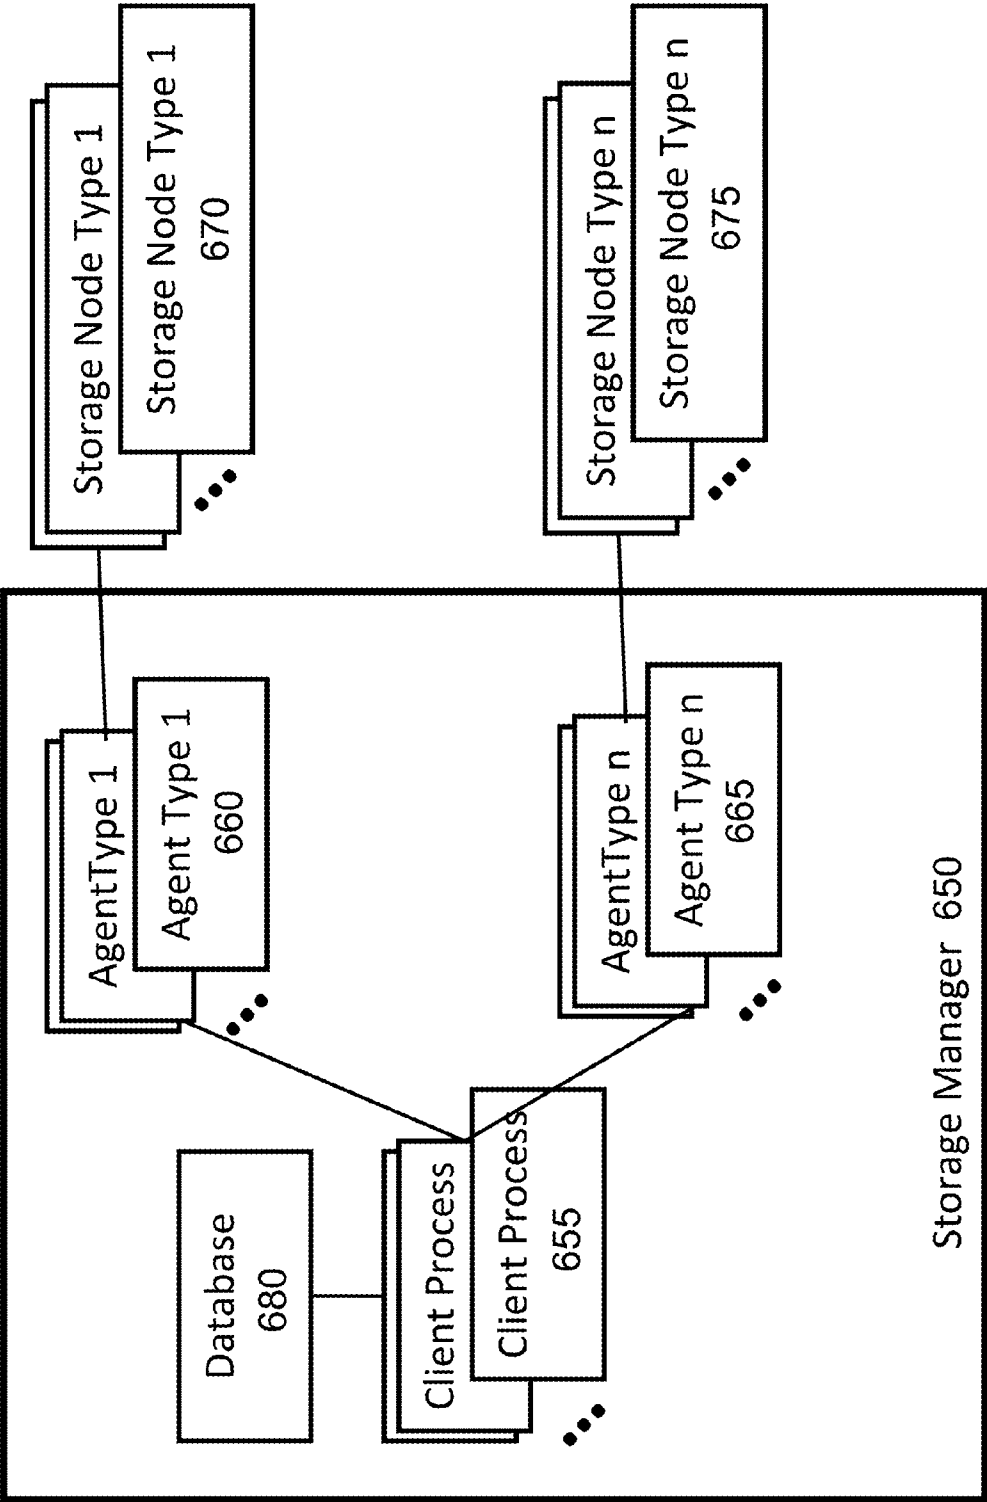 Database
680
Client Process
Client Process
655
AgentType 1
Agent Type 1
660
AgentType n
Agent Type n
665
Storage Node Type 1
Storage Node Type 1
670
Storage Node Type n
Storage Node Type n
675
Storage Manager 650